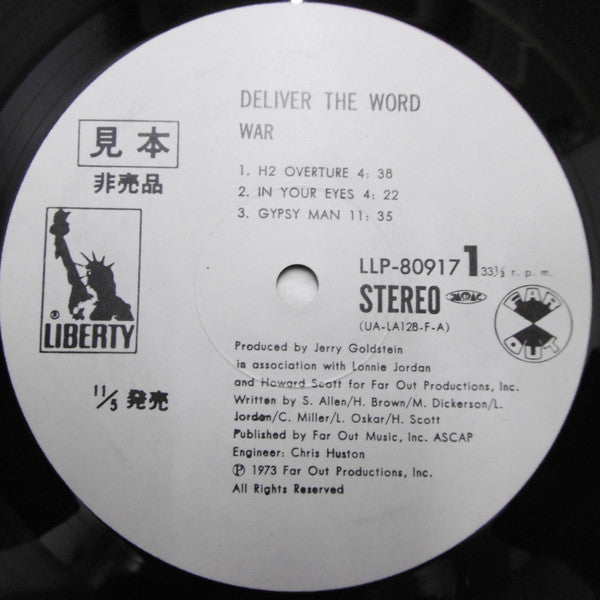 DELIVER THE WORD
WAR
見本
非売品
1. H2 OVERTURE 4: 38
2. IN YOUR EYES 4: 22
3. GYPSY MAN 11: 35
LLP-80917 1 33⅓ r. p. m.
STEREO
(UA-LA128-F-A)
FAR
OUT
® LIBERTY
11/5 発売
Produced by Jerry Goldstein
in association with Lonnie Jordan
and Howard Scott for Far Out Productions, Inc.
Written by S. Allen/H. Brown/M. Dickerson/L.
Jordan/C. Miller/L. Oskar/H. Scott
Published by Far Out Music, Inc. ASCAP
Engineer: Chris Huston
Ⓟ 1973 Far Out Productions, Inc.
All Rights Reserved